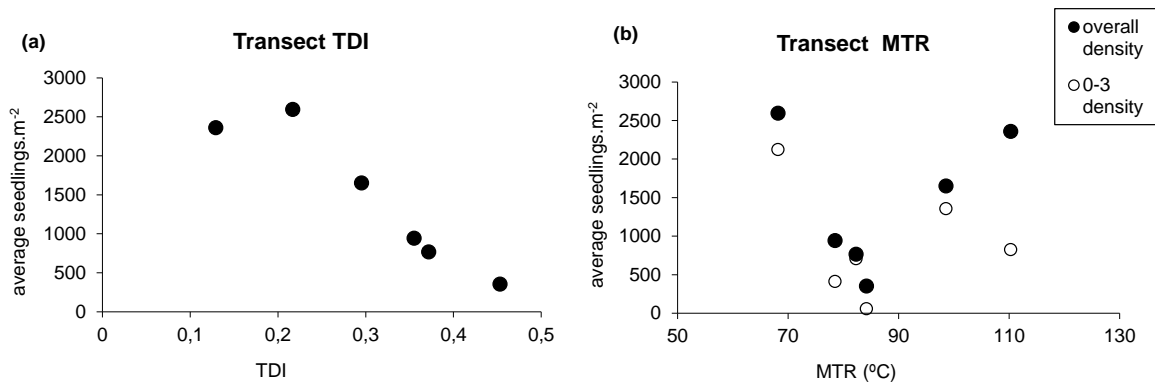 (a)
Transect TDI
3000
2500
2000
1500
1000
500
0
average seedlings.m⁻²
0
0,1
0,2
0,3
0,4
0,5
TDI
(b)
Transect MTR
overall
density
0-3
density
3000
2500
2000
1500
1000
500
0
average seedlings.m⁻²
50
70
90
110
130
MTR (ºC)